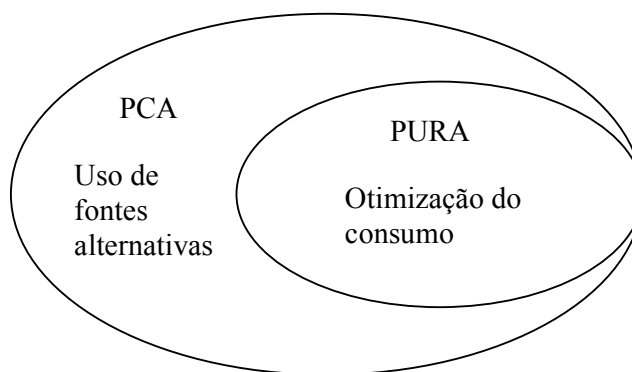 PCA
Uso de
fontes
alternativas
PURA
Otimização do
consumo